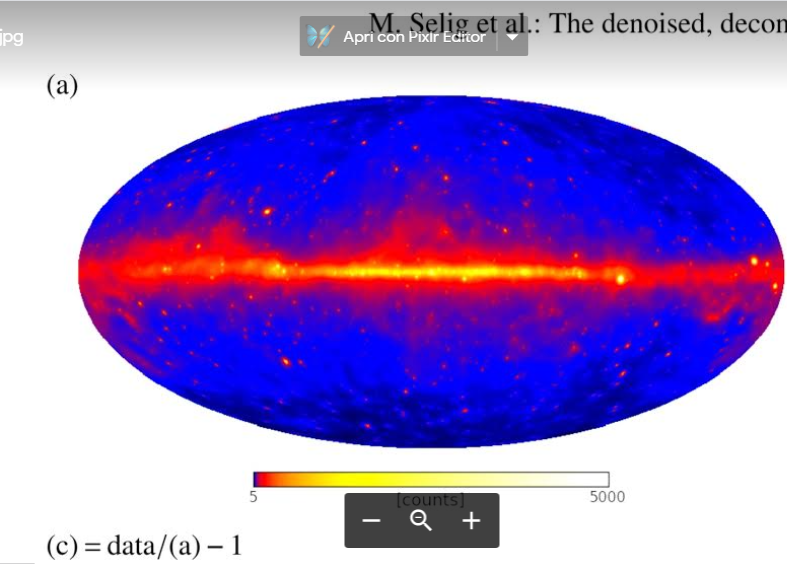 M. Selig et al.: The denoised, decon
jpg
Apri con Pixlr Editor
(a)
5
[counts]
5000
(c) = data/(a) – 1